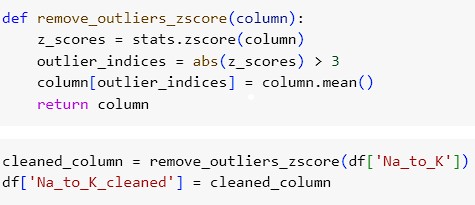 def remove_outliers_zscore(column):
    z_scores = stats.zscore(column)
    outlier_indices = abs(z_scores) > 3
    column[outlier_indices] = column.mean()
    return column
cleaned_column = remove_outliers_zscore(df['Na_to_K'])
df['Na_to_K_cleaned'] = cleaned_column